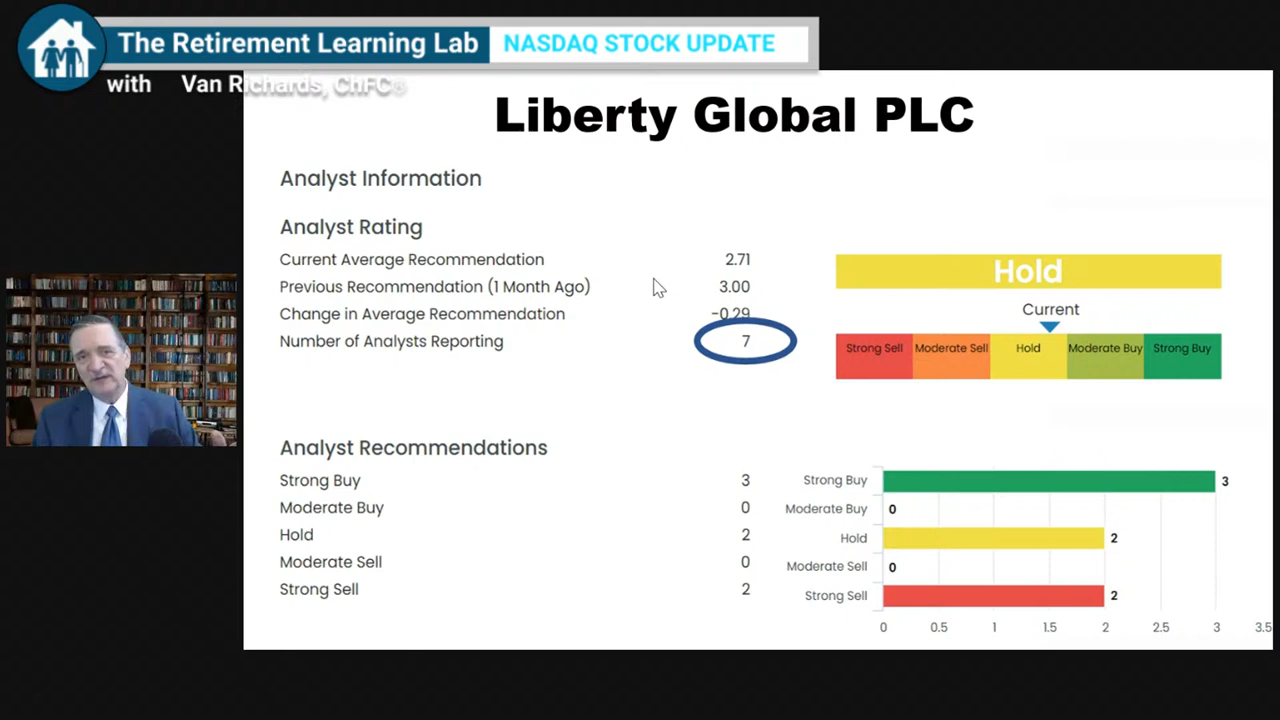 The Retirement Learning Lab
NASDAQ STOCK UPDATE
with Van Richards, ChFC®
Liberty Global PLC
Analyst Information
Analyst Rating
Current Average Recommendation 2.71
Previous Recommendation (1 Month Ago) 3.00
Change in Average Recommendation -0.29
Number of Analysts Reporting 7
Hold
Current
Strong Sell Moderate Sell Hold Moderate Buy Strong Buy
Analyst Recommendations
Strong Buy 3
Moderate Buy 0
Hold 2
Moderate Sell 0
Strong Sell 2
Strong Buy 3
Moderate Buy 0
Hold 2
Moderate Sell 0
Strong Sell 2
0 0.5 1 1.5 2 2.5 3 3.5